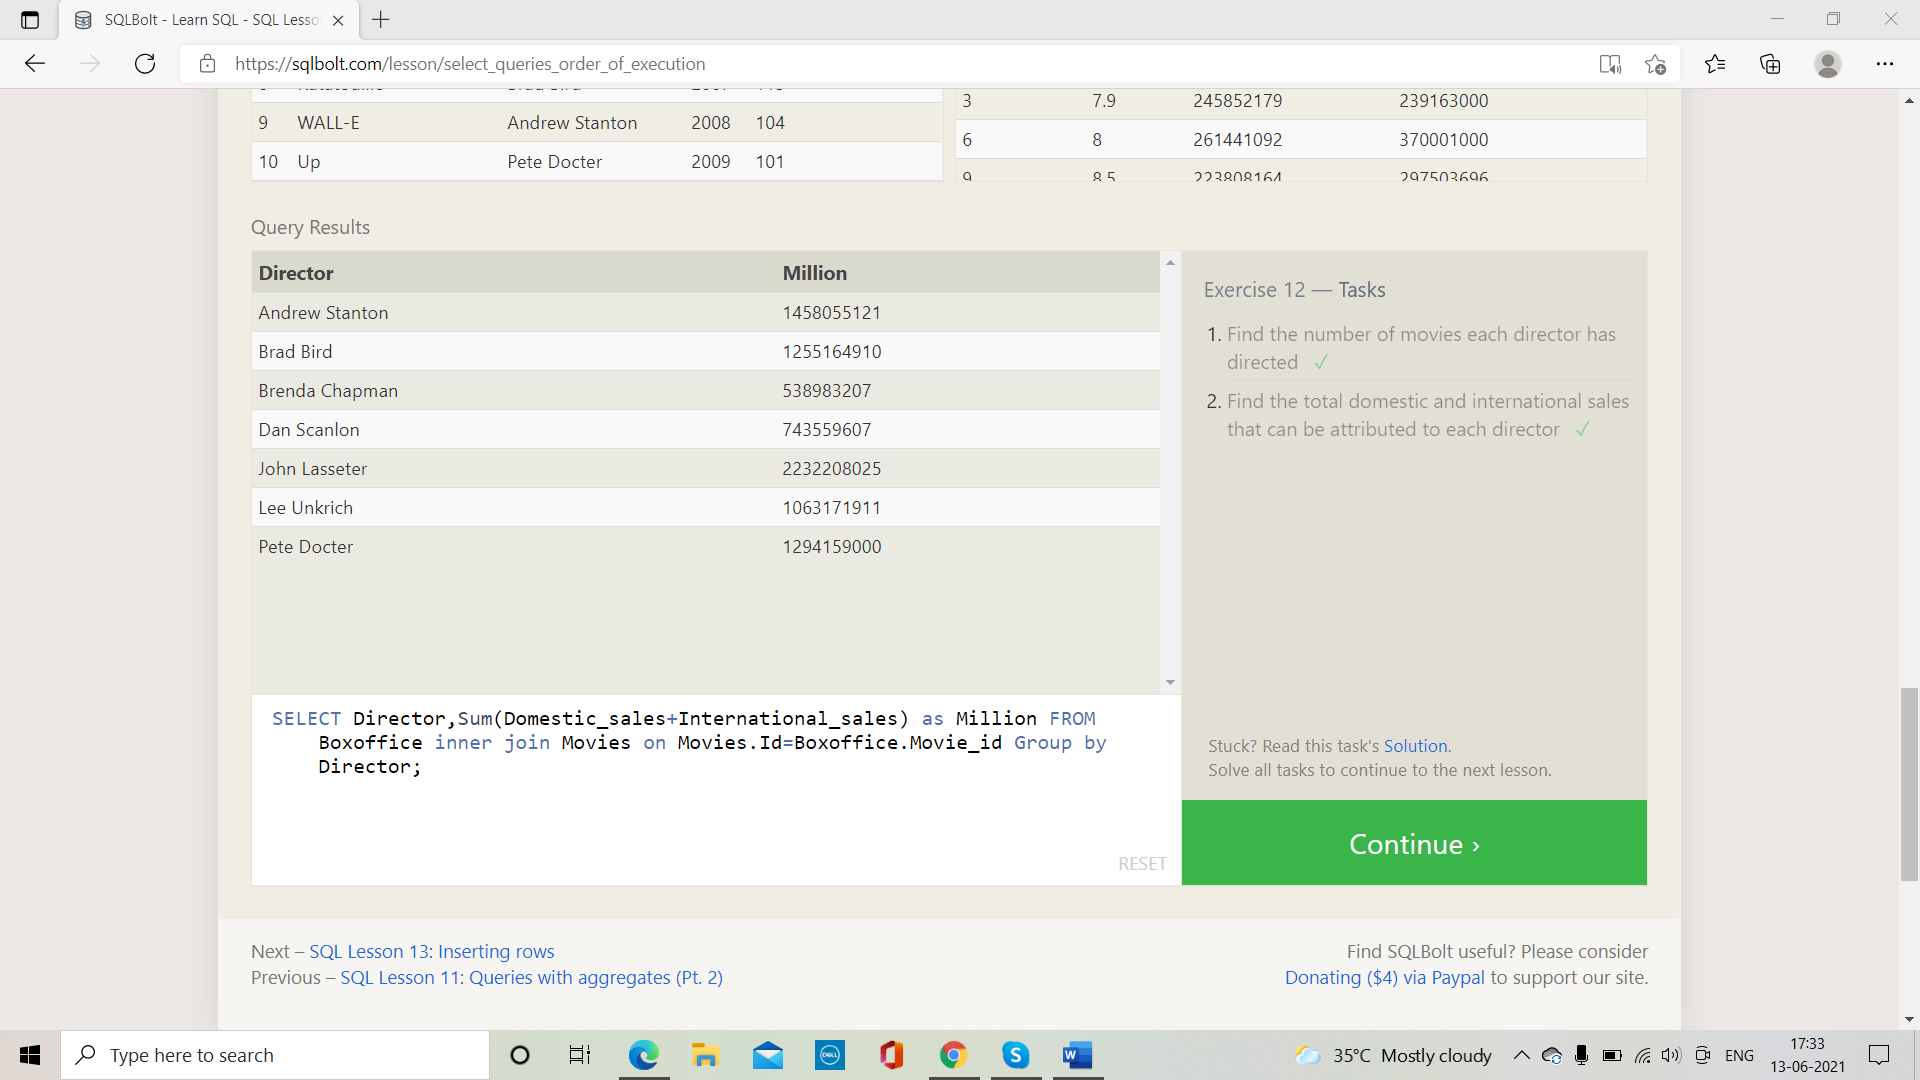 SQLBolt - Learn SQL - SQL Lesso
https://sqlbolt.com/lesson/select_queries_order_of_execution
9 WALL-E Andrew Stanton 2008 104
10 Up Pete Docter 2009 101
3 7.9 245852179 239163000
6 8 261441092 370001000
9 8.5 223808164 297503696
Query Results
Director Million
Andrew Stanton 1458055121
Brad Bird 1255164910
Brenda Chapman 538983207
Dan Scanlon 743559607
John Lasseter 2232208025
Lee Unkrich 1063171911
Pete Docter 1294159000
SELECT Director,Sum(Domestic_sales+International_sales) as Million FROM
Boxoffice inner join Movies on Movies.Id=Boxoffice.Movie_id Group by
Director;
RESET
Exercise 12 — Tasks
1. Find the number of movies each director has
directed ✓
2. Find the total domestic and international sales
that can be attributed to each director ✓
Stuck? Read this task's Solution.
Solve all tasks to continue to the next lesson.
Continue ›
Next – SQL Lesson 13: Inserting rows
Previous – SQL Lesson 11: Queries with aggregates (Pt. 2)
Find SQLBolt useful? Please consider
Donating ($4) via Paypal to support our site.
Type here to search
DELL
S
W
35°C Mostly cloudy
ENG
17:33
13-06-2021